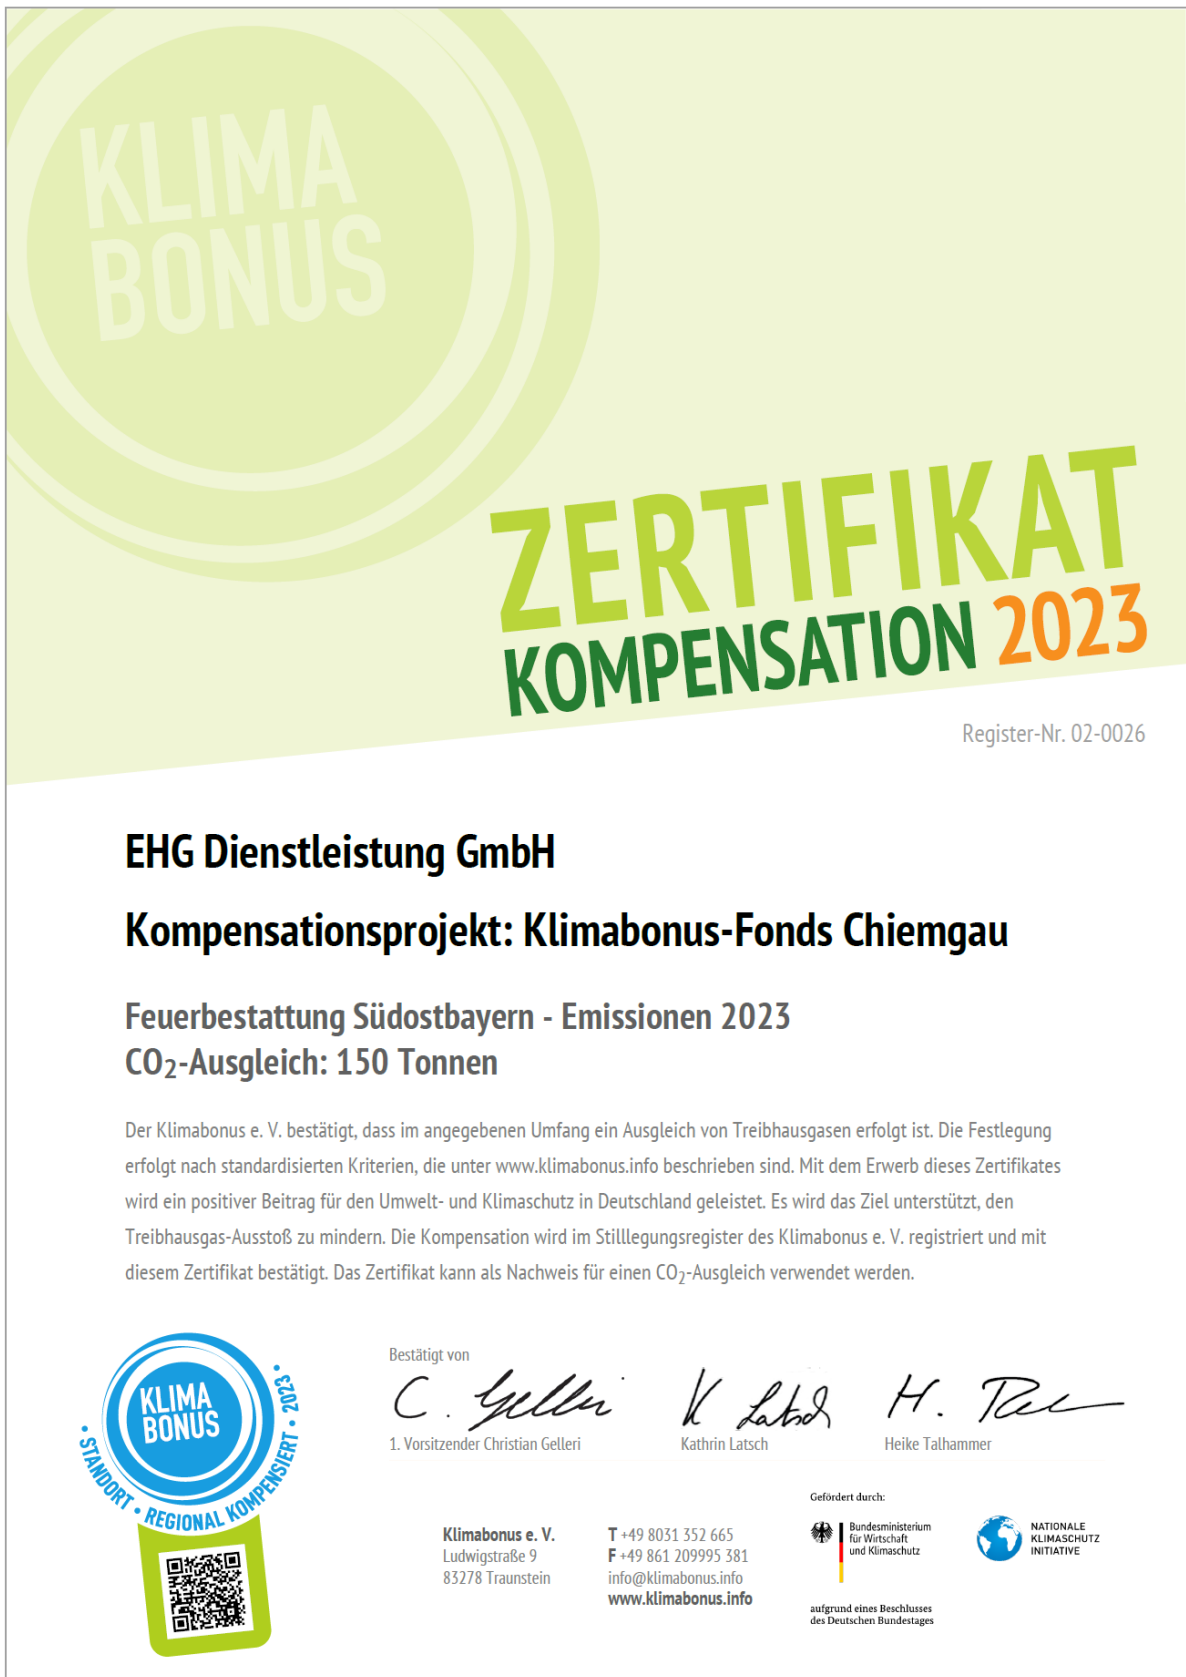 KLIMA
BONUS
ZERTIFIKAT
KOMPENSATION 2023
Register-Nr. 02-0026
EHG Dienstleistung GmbH
Kompensationsprojekt: Klimabonus-Fonds Chiemgau
Feuerbestattung Südostbayern - Emissionen 2023
CO₂-Ausgleich: 150 Tonnen
Der Klimabonus e. V. bestätigt, dass im angegebenen Umfang ein Ausgleich von Treibhausgasen erfolgt ist. Die Festlegung
erfolgt nach standardisierten Kriterien, die unter www.klimabonus.info beschrieben sind. Mit dem Erwerb dieses Zertifikates
wird ein positiver Beitrag für den Umwelt- und Klimaschutz in Deutschland geleistet. Es wird das Ziel unterstützt, den
Treibhausgas-Ausstoß zu mindern. Die Kompensation wird im Stilllegungsregister des Klimabonus e. V. registriert und mit
diesem Zertifikat bestätigt. Das Zertifikat kann als Nachweis für einen CO₂-Ausgleich verwendet werden.
KLIMA
BONUS
• STANDORT • REGIONAL KOMPENSIERT • 2023 •
Bestätigt von
C. Gelleri
K Latsch
H. Tal
1. Vorsitzender Christian Gelleri
Kathrin Latsch
Heike Talhammer
Klimabonus e. V.
Ludwigstraße 9
83278 Traunstein
T +49 8031 352 665
F +49 861 209995 381
info@klimabonus.info
www.klimabonus.info
Gefördert durch:
Bundesministerium
für Wirtschaft
und Klimaschutz
aufgrund eines Beschlusses
des Deutschen Bundestages
NATIONALE
KLIMASCHUTZ
INITIATIVE